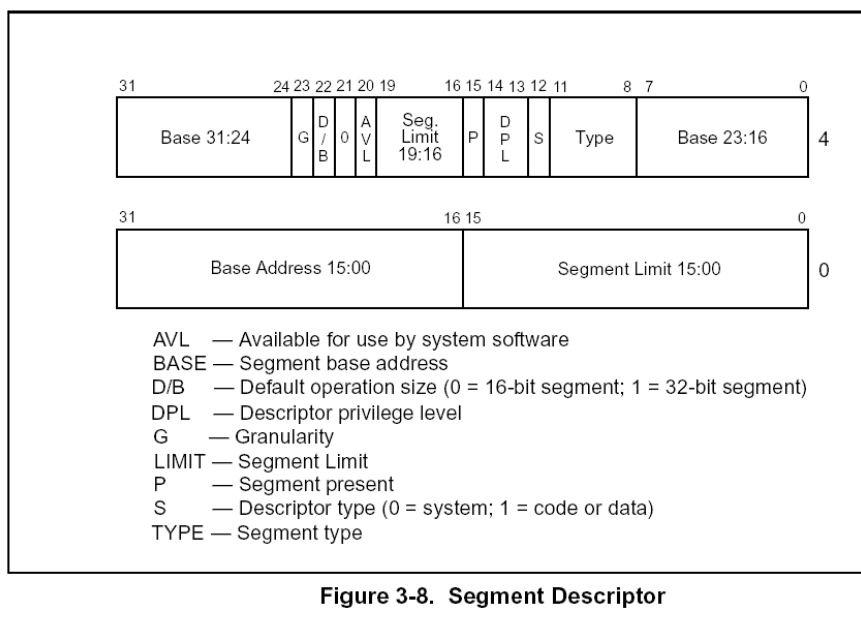 31 24 23 22 21 20 19 16 15 14 13 12 11 8 7 0
Base 31:24 G D/B 0 AVL Seg. Limit 19:16 P DPL S Type Base 23:16 4
31 16 15 0
Base Address 15:00 Segment Limit 15:00 0
AVL — Available for use by system software
BASE — Segment base address
D/B — Default operation size (0 = 16-bit segment; 1 = 32-bit segment)
DPL — Descriptor privilege level
G — Granularity
LIMIT — Segment Limit
P — Segment present
S — Descriptor type (0 = system; 1 = code or data)
TYPE — Segment type
Figure 3-8. Segment Descriptor